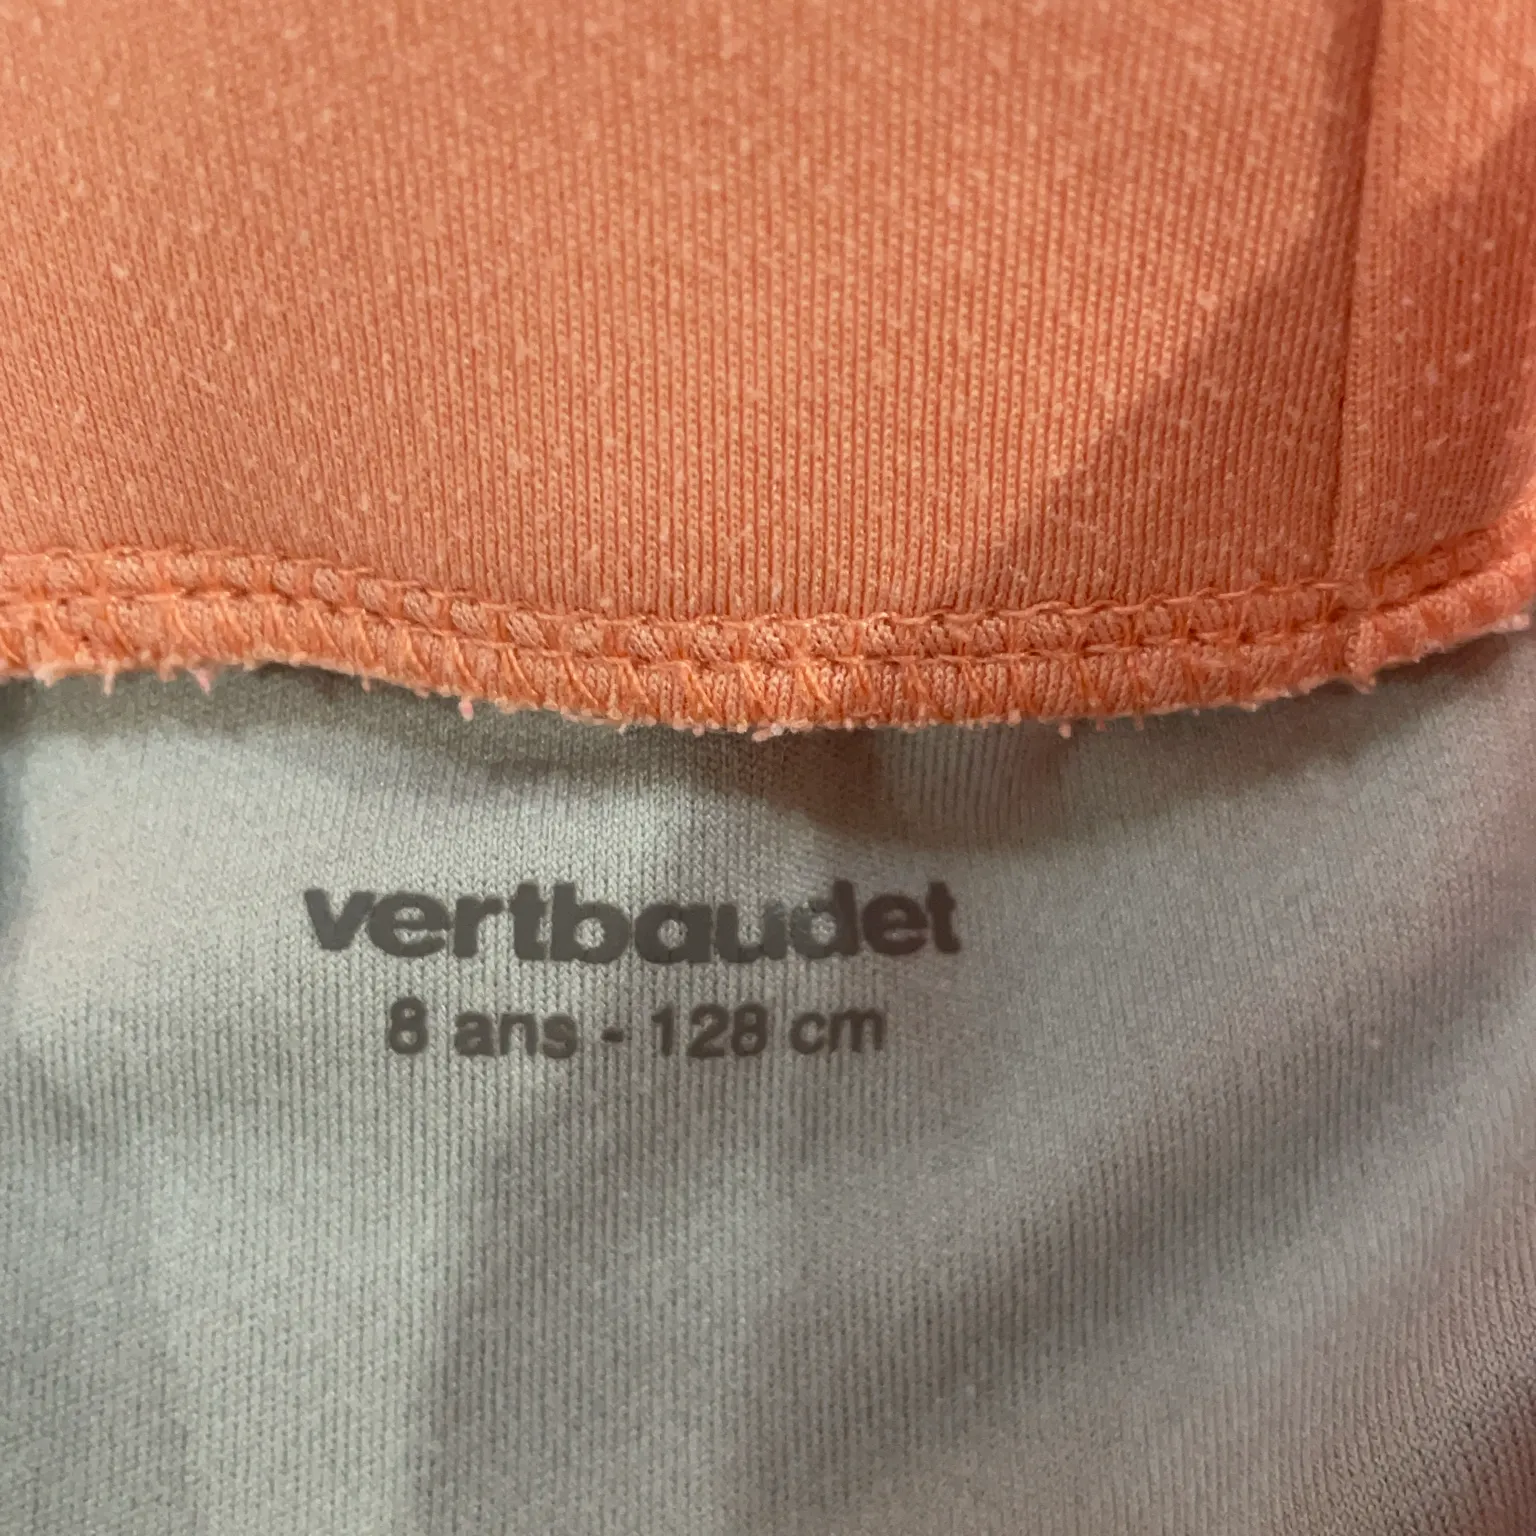 vertbaudet
8 ans - 128 cm